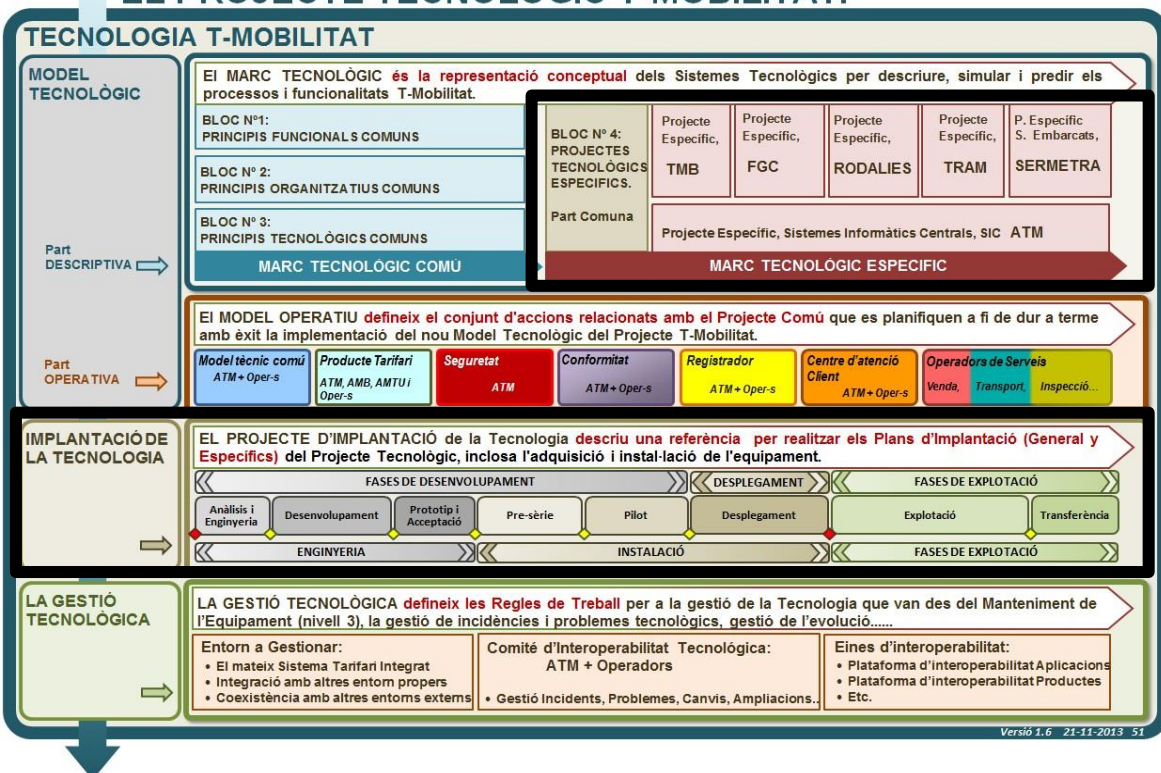 EL PROJECTE TECNOLÒGIC T-MOBILITAT:
TECNOLOGIA T-MOBILITAT
MODEL
TECNOLÒGIC
El MARC TECNOLÒGIC és la representació conceptual dels Sistemes Tecnològics per descriure, simular i predir els
processos i funcionalitats T-Mobilitat.
BLOC Nº1:
PRINCIPIS FUNCIONALS COMUNS
BLOC Nº 2:
PRINCIPIS ORGANITZATIUS COMUNS
BLOC Nº 3:
PRINCIPIS TECNOLÒGICS COMUNS
MARC TECNOLÓGIC COMÙ
BLOC Nº 4:
PROJECTES
TECNOLÒGICS
ESPECIFICS.
Part Comuna
Projecte
Específic,
TMB
Projecte
Específic,
FGC
Projecte
Específic,
RODALIES
Projecte
Específic,
TRAM
P. Específic
S. Embarcats,
SERMETRA
Projecte Específic, Sistemes Informàtics Centrals, SIC ATM
MARC TECNOLÓGIC ESPECIFIC
Part
DESCRIPTIVA
El MODEL OPERATIU defineix el conjunt d'accions relacionats amb el Projecte Comú que es planifiquen a fi de dur a terme
amb èxit la implementació del nou Model Tecnològic del Projecte T-Mobilitat.
Part
OPERATIVA
Model tècnic comú
ATM + Oper-s
Producte Tarifari
ATM, AMB, AMTU i
Oper-s
Seguretat
ATM
Conformitat
ATM + Oper-s
Registrador
ATM + Oper-s
Centre d'atenció
Client
ATM + Oper-s
Operadors de Serveis
Venda, Transport, Inspecció...
IMPLANTACIÓ DE
LA TECNOLOGIA
EL PROJECTE D'IMPLANTACIÓ de la Tecnologia descriu una referència per realitzar els Plans d'Implantació (General y
Específics) del Projecte Tecnològic, inclosa l'adquisició i instal·lació de l'equipament.
FASES DE DESENVOLUPAMENT
DESPLEGAMENT
FASES DE EXPLOTACIÓ
Anàlisis i
Enginyeria
Desenvolupament
Prototip i
Acceptació
Pre-sèrie
Pilot
Desplegament
Explotació
Transferència
ENGINYERIA
INSTALACIÓ
FASES DE EXPLOTACIÓ
LA GESTIÓ
TECNOLÒGICA
LA GESTIÓ TECNOLÒGICA defineix les Regles de Treball per a la gestió de la Tecnologia que van des del Manteniment de
l'Equipament (nivell 3), la gestió de incidències i problemes tecnològics, gestió de l'evolució......
Entorn a Gestionar:
• El mateix Sistema Tarifari Integrat
• Integració amb altres entorn propers
• Coexistència amb altres entorns externs
Comité d'Interoperabilitat Tecnológica:
ATM + Operadors
• Gestió Incidents, Problemes, Canvis, Ampliacions..
Eines d'interoperabilitat:
• Plataforma d'interoperabilitat Aplicacions
• Plataforma d'interoperabilitat Productes
• Etc.
Versió 1.6 21-11-2013 51